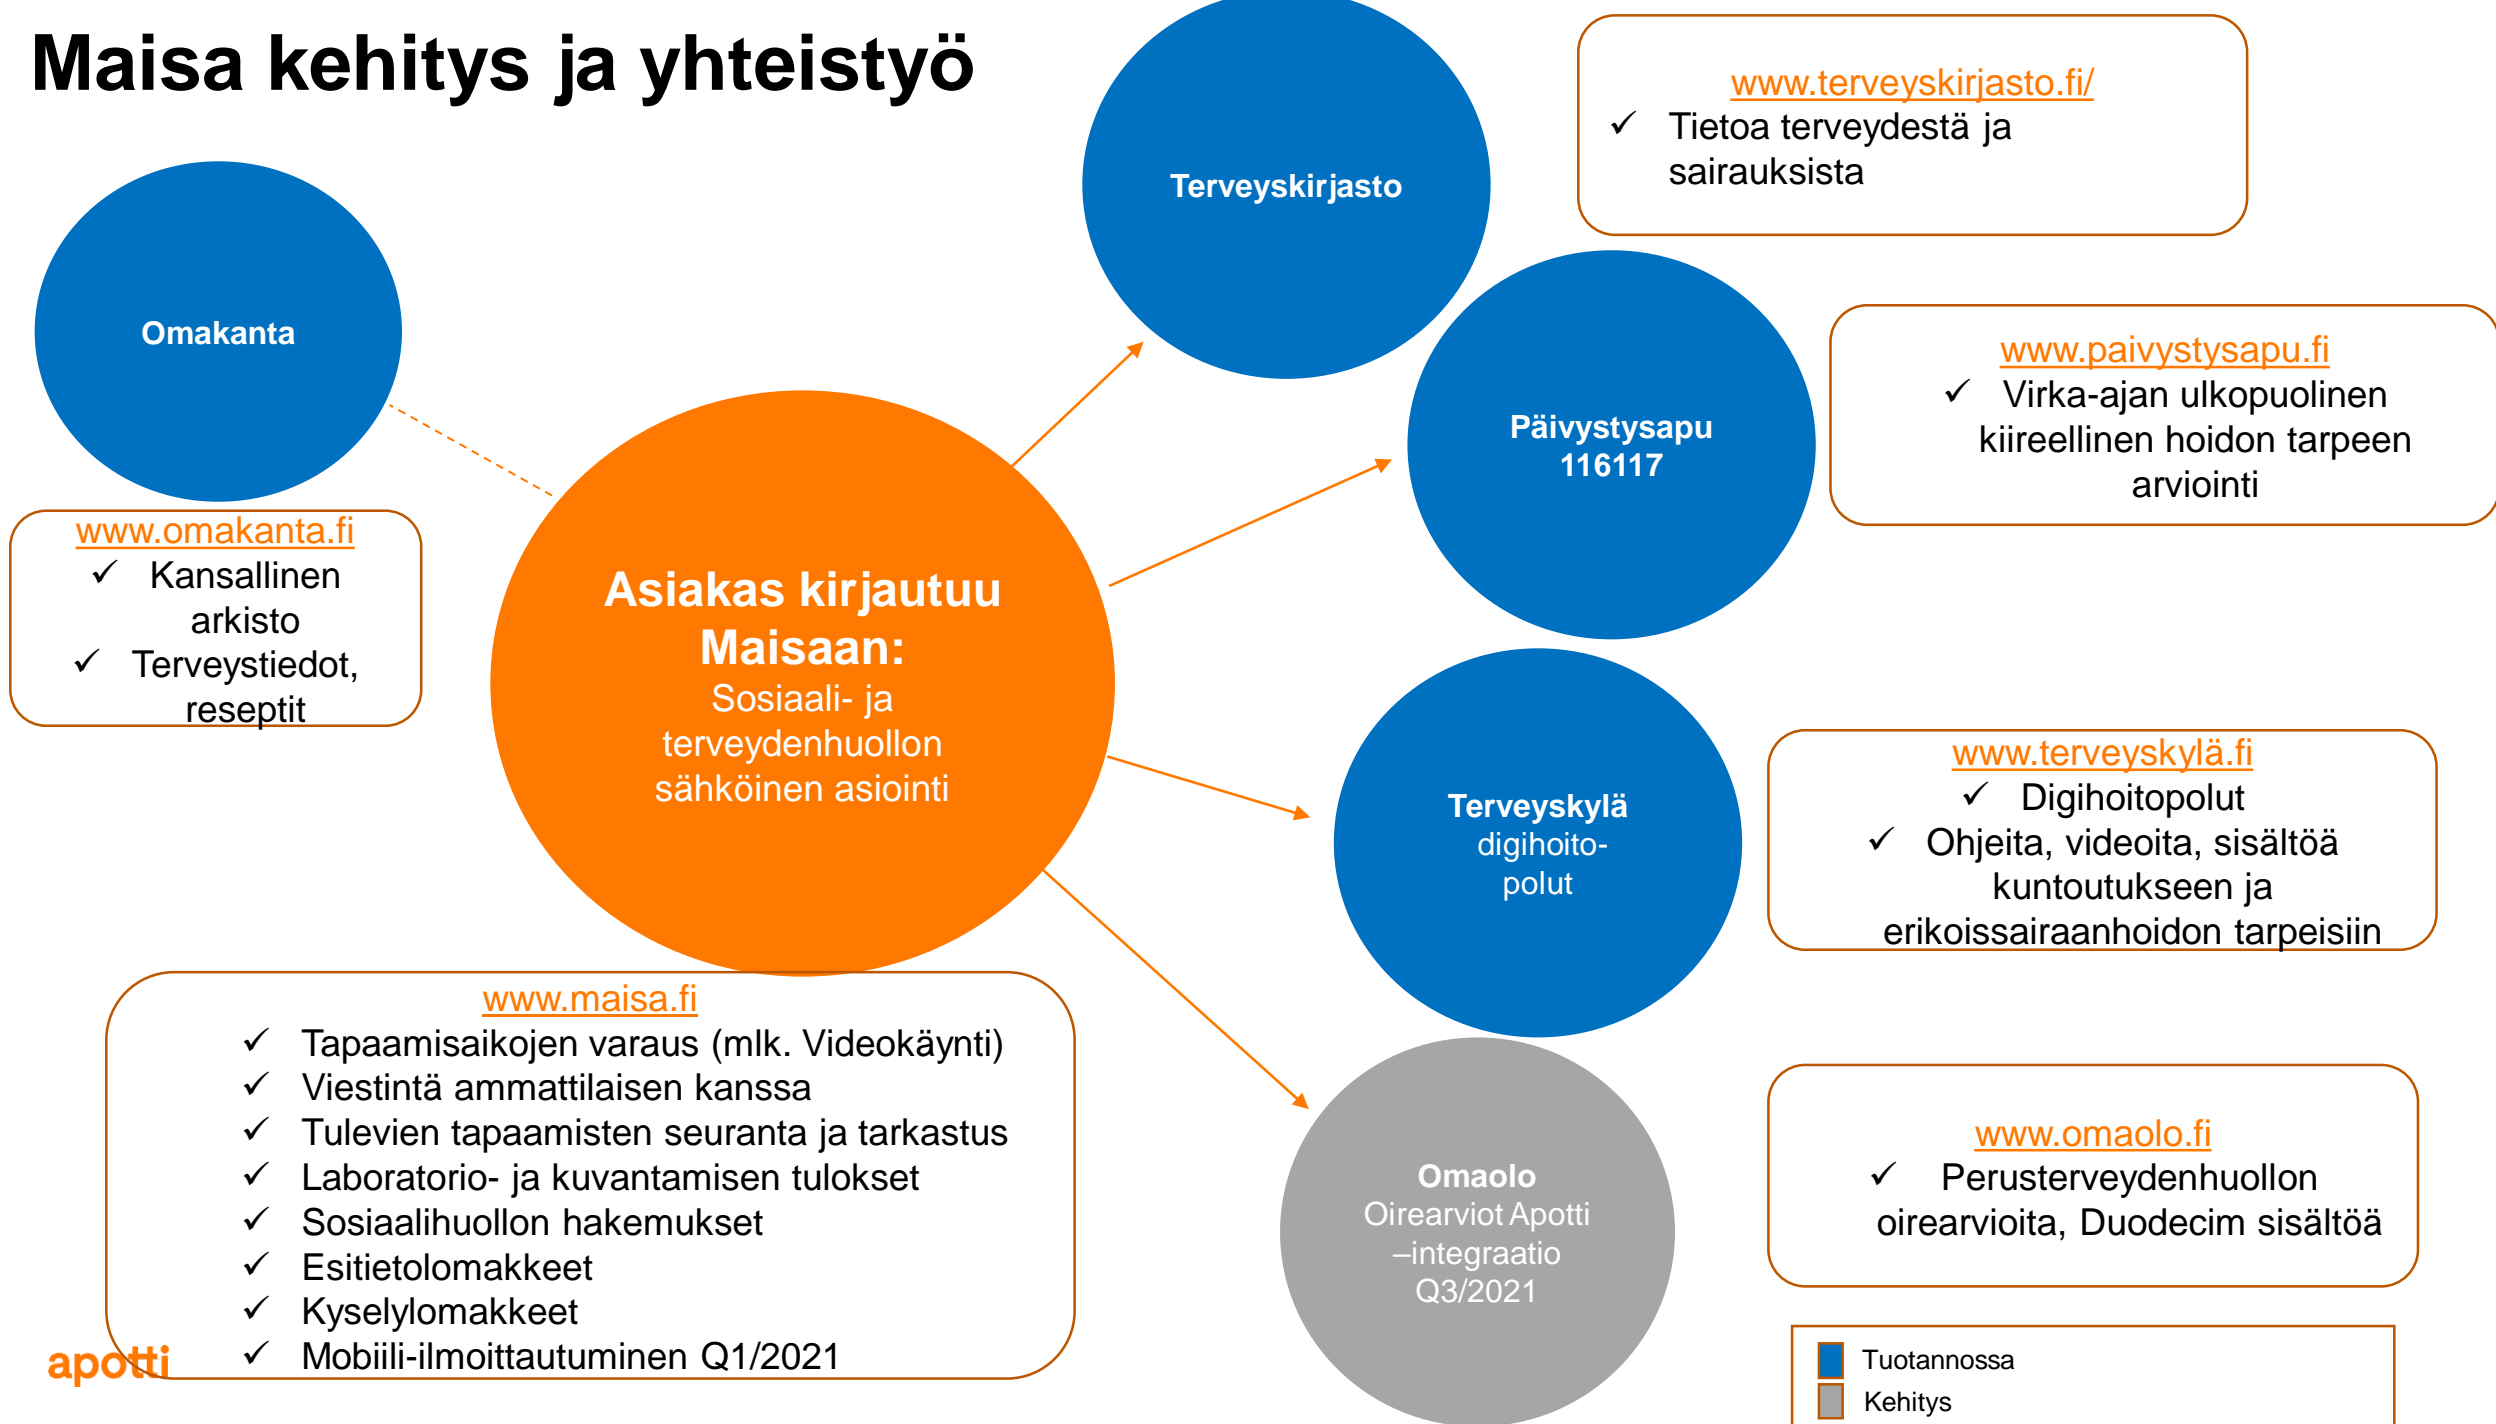 Maisa kehitys ja yhteistyö
Terveyskirjasto
www.terveyskirjasto.fi/
✓ Tietoa terveydestä ja
sairauksista
Omakanta
www.omakanta.fi
✓ Kansallinen
arkisto
✓ Terveystiedot,
reseptit
Päivystysapu
116117
www.paivystysapu.fi
✓ Virka-ajan ulkopuolinen
kiireellinen hoidon tarpeen
arviointi
Asiakas kirjautuu
Maisaan:
Sosiaali- ja
terveydenhuollon
sähköinen asiointi
Terveyskylä
digihoito-
polut
www.terveyskylä.fi
✓ Digihoitopolut
✓ Ohjeita, videoita, sisältöä
kuntoutukseen ja
erikoissairaanhoidon tarpeisiin
www.maisa.fi
✓ Tapaamisaikojen varaus (mlk. Videokäynti)
✓ Viestintä ammattilaisen kanssa
✓ Tulevien tapaamisten seuranta ja tarkastus
✓ Laboratorio- ja kuvantamisen tulokset
✓ Sosiaalihuollon hakemukset
✓ Esitietolomakkeet
✓ Kyselylomakkeet
✓ Mobiili-ilmoittautuminen Q1/2021
Omaolo
Oirearviot Apotti
–integraatio
Q3/2021
www.omaolo.fi
✓ Perusterveydenhuollon
oirearvioita, Duodecim sisältöä
apotti
Tuotannossa
Kehitys